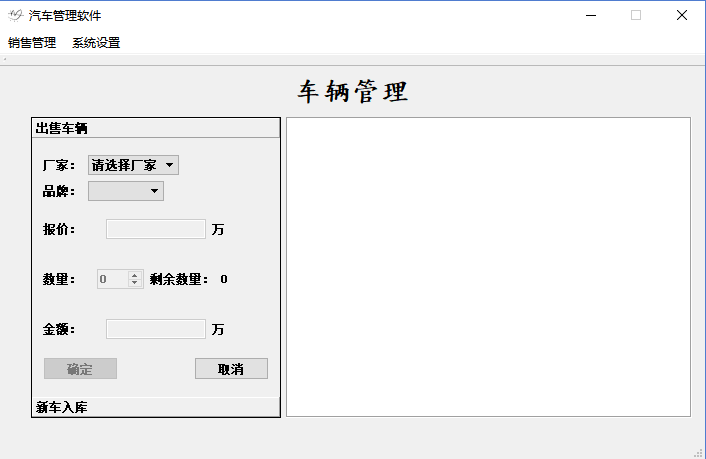 汽车管理软件
销售管理 系统设置
车辆管理
出售车辆
厂家： 请选择厂家
品牌：
报价： 万
数量： 0 剩余数量： 0
金额： 万
确定 取消
新车入库